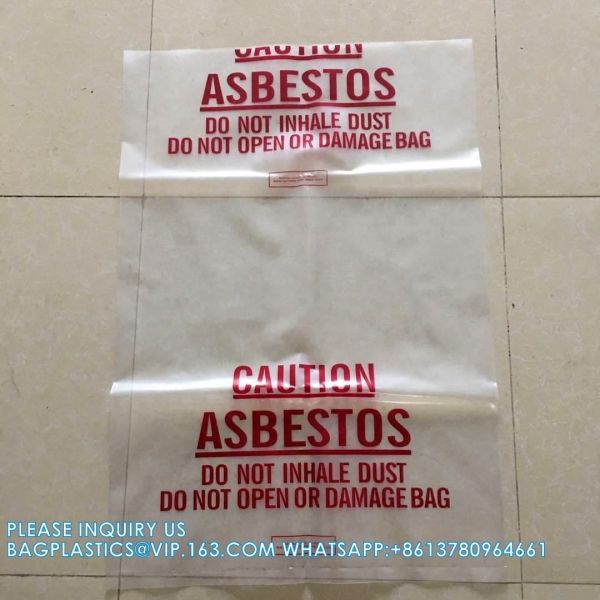 CAUTION
ASBESTOS
DO NOT INHALE DUST
DO NOT OPEN OR DAMAGE BAG
CAUTION
ASBESTOS
DO NOT INHALE DUST
DO NOT OPEN OR DAMAGE BAG
PLEASE INQUIRY US
BAGPLASTICS@VIP.163.COM WHATSAPP:+8613780964661